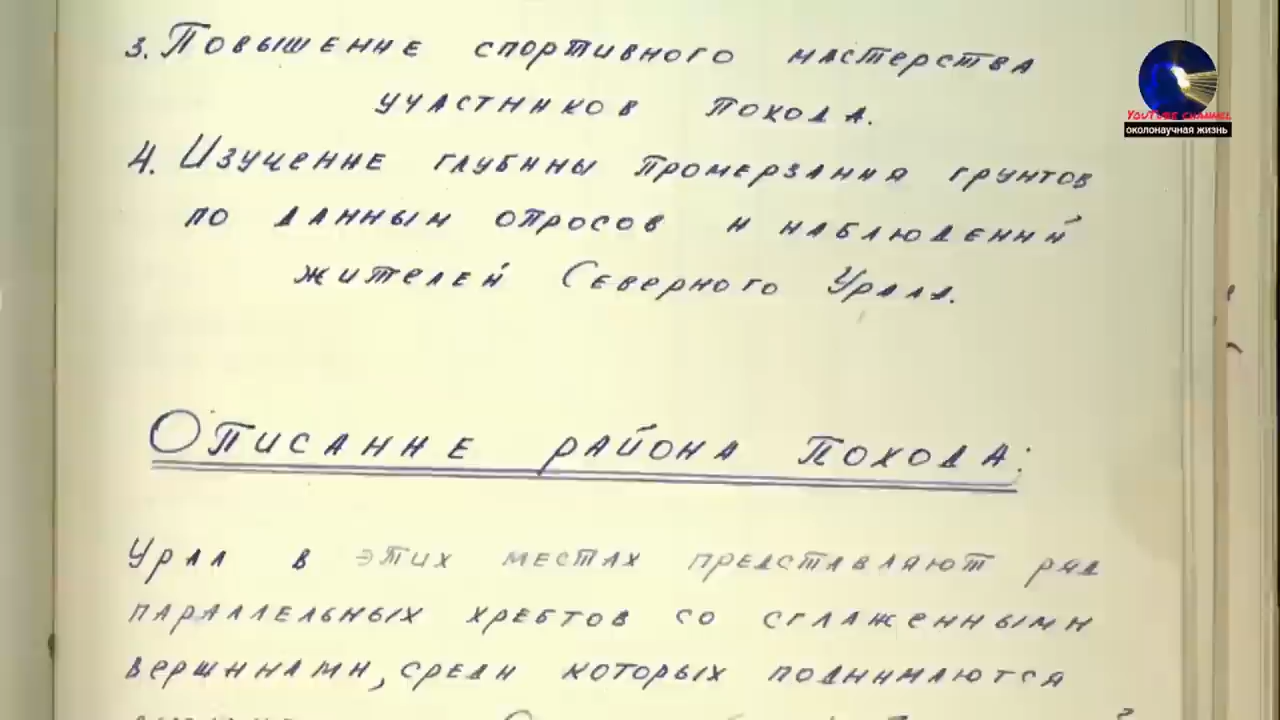 3. Повышение спортивного мастерства
участников похода.
4. Изучение глубины промерзания грунтов
по данным опросов и наблюдений
жителей Северного Урала.
YouTube channel
околонаучная жизнь
Описание района похода:
Урал в этих местах представляют ряд
параллельных хребтов со сглаженными
вершинами, среди которых поднимаются